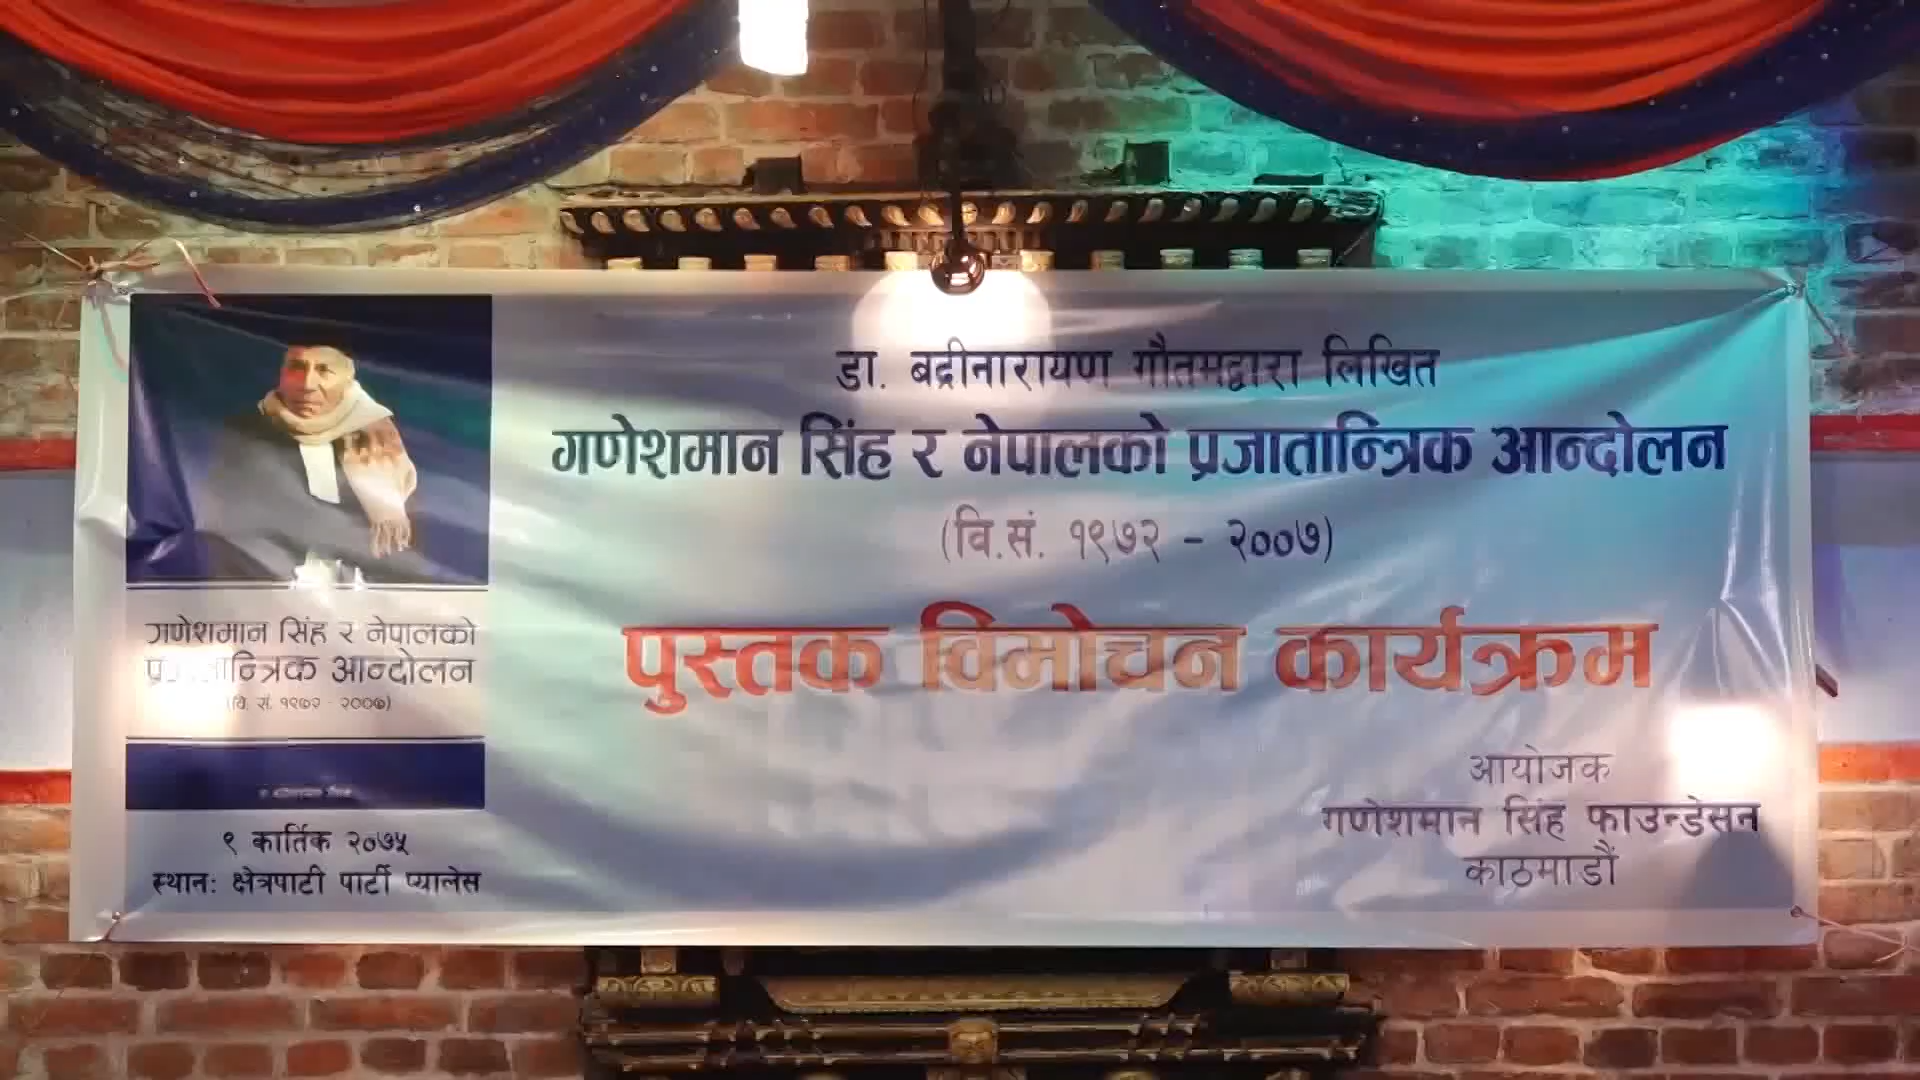 डा. बद्रीनारायण गौतमद्वारा लिखित
गणेशमान सिंह र नेपालको प्रजातान्त्रिक आन्दोलन
(वि.सं. १९७२ - २००७)
पुस्तक विमोचन कार्यक्रम
आयोजक
गणेशमान सिंह फाउन्डेसन
काठमाडौं
गणेशमान सिंह र नेपालको
प्रजातान्त्रिक आन्दोलन
(वि. सं. १९७२ - २००७)
९ कार्तिक २०७५
स्थान: क्षेत्रपाटी पार्टी प्यालेस